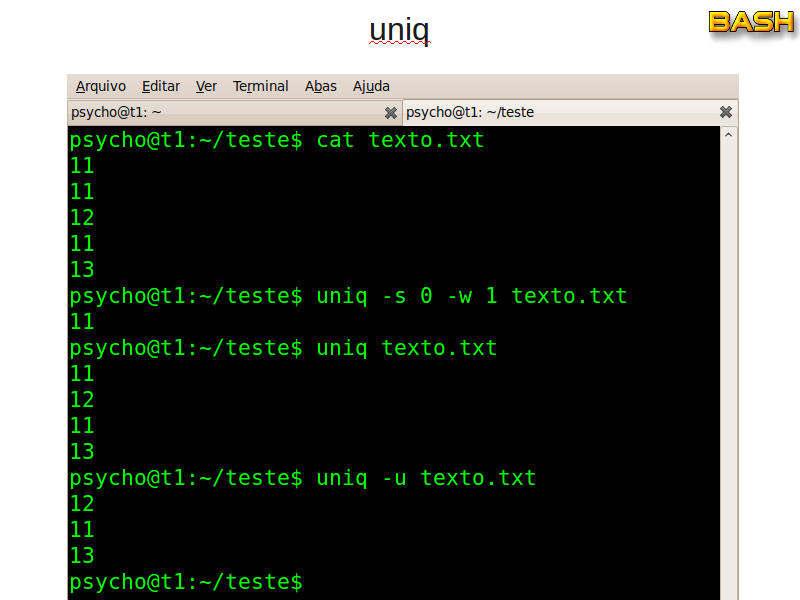 uniq
BASH
Arquivo Editar Ver Terminal Abas Ajuda
psycho@t1: ~ psycho@t1: ~/teste
psycho@t1:~/teste$ cat texto.txt
11
11
12
11
13
psycho@t1:~/teste$ uniq -s 0 -w 1 texto.txt
11
psycho@t1:~/teste$ uniq texto.txt
11
12
11
13
psycho@t1:~/teste$ uniq -u texto.txt
12
11
13
psycho@t1:~/teste$